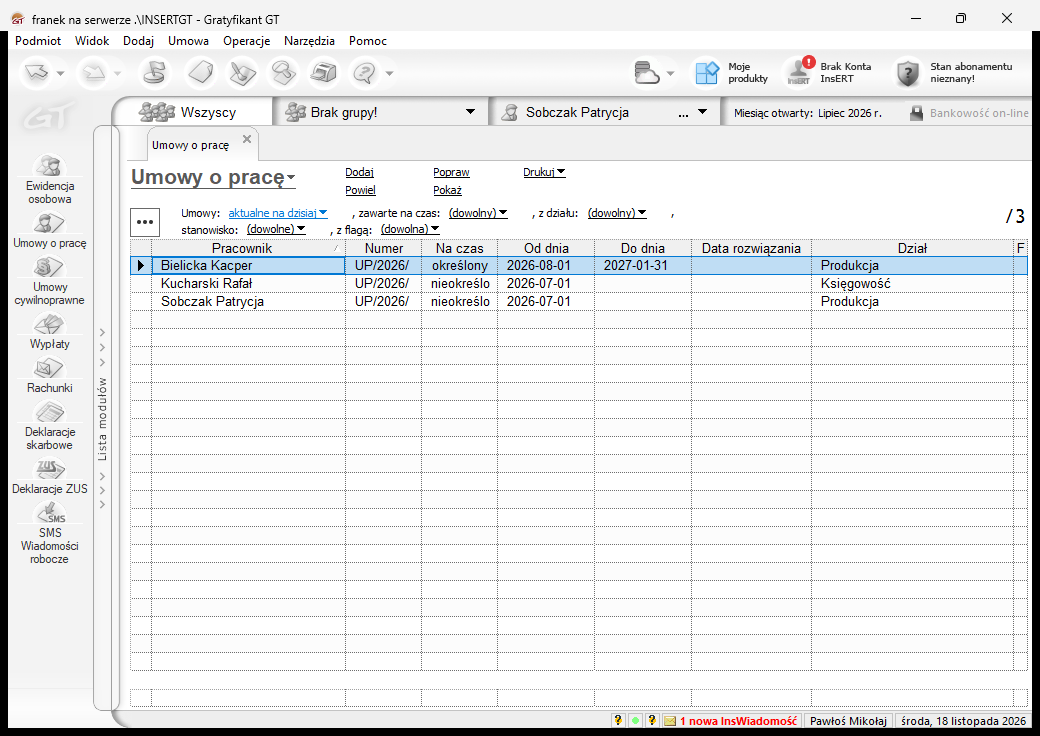 franek na serwerze .\INSERTGT - Gratyfikant GT
Podmiot Widok Dodaj Umowa Operacje Narzędzia Pomoc
Moje produkty
Brak Konta InsERT
Stan abonamentu nieznany!
Wszyscy
Brak grupy!
Sobczak Patrycja ...
Miesiąc otwarty: Lipiec 2026 r.
Bankowość on-line
GT
Umowy o pracę
Umowy o pracę
Dodaj Popraw Drukuj
Powiel Pokaż
Umowy: aktualne na dzisiaj , zawarte na czas: (dowolny) , z działu: (dowolny) ,
stanowisko: (dowolne) , z flagą: (dowolna)
/3
Pracownik Numer Na czas Od dnia Do dnia Data rozwiązania Dział F
Bielicka Kacper UP/2026/ określony 2026-08-01 2027-01-31 Produkcja
Kucharski Rafał UP/2026/ nieokreślo 2026-07-01 Księgowość
Sobczak Patrycja UP/2026/ nieokreślo 2026-07-01 Produkcja
Ewidencja
osobowa
Umowy o pracę
Umowy
cywilnoprawne
Wypłaty
Rachunki
Deklaracje
skarbowe
Deklaracje ZUS
SMS
Wiadomości
robocze
Lista modułów
1 nowa InsWiadomość
Pawłoś Mikołaj
środa, 18 listopada 2026